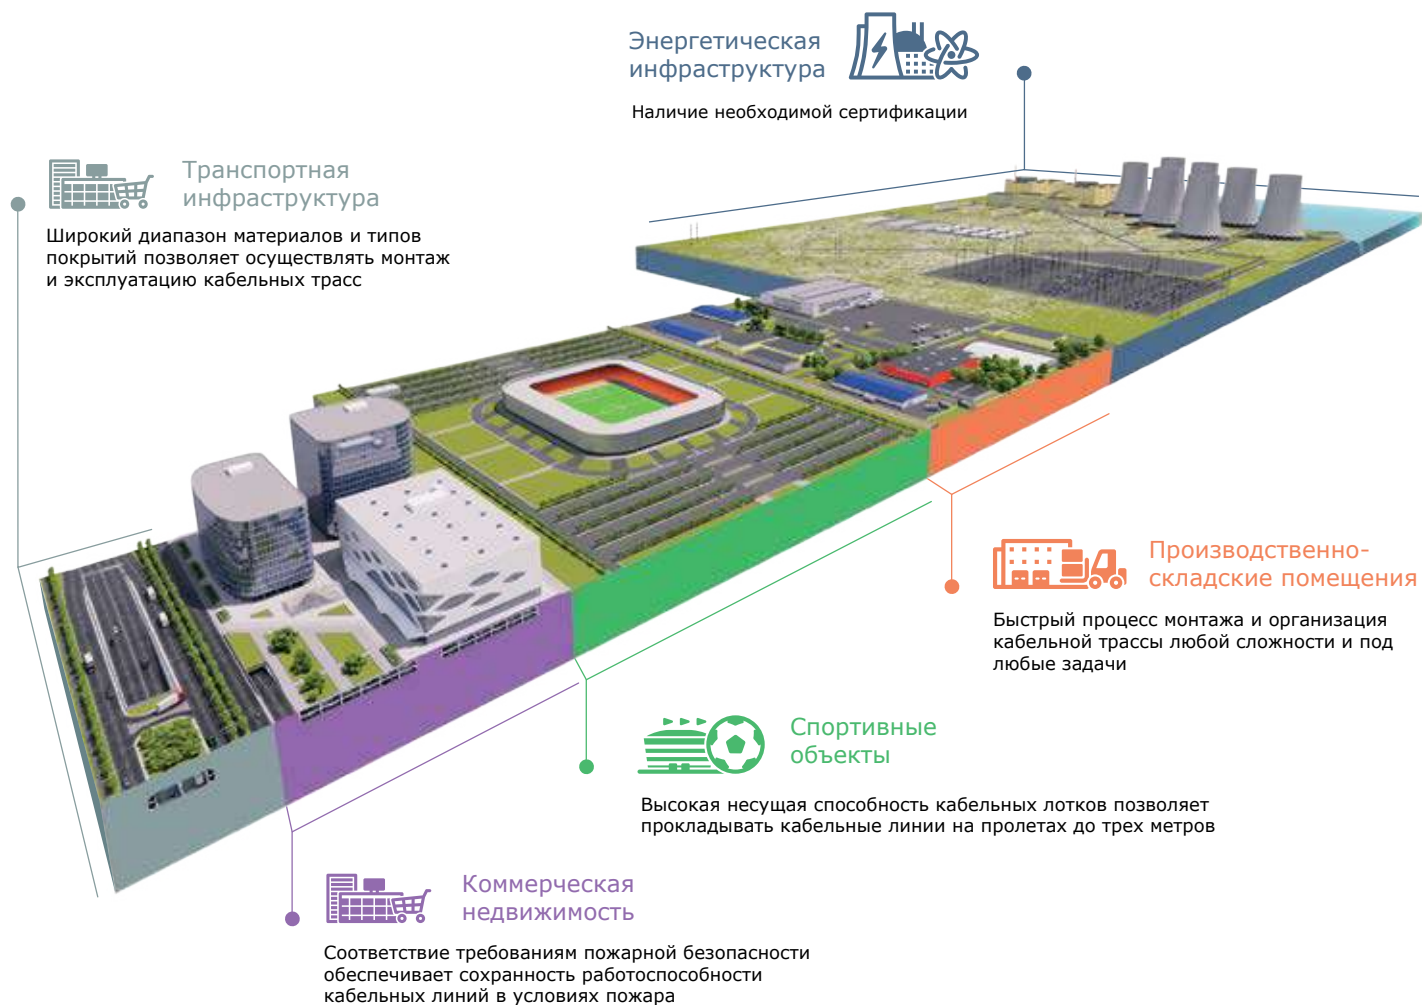 Энергетическая
инфраструктура
Наличие необходимой сертификации
Транспортная
инфраструктура
Широкий диапазон материалов и типов
покрытий позволяет осуществлять монтаж
и эксплуатацию кабельных трасс
Производственно-
складские помещения
Быстрый процесс монтажа и организация
кабельной трассы любой сложности и под
любые задачи
Спортивные
объекты
Высокая несущая способность кабельных лотков позволяет
прокладывать кабельные линии на пролетах до трех метров
Коммерческая
недвижимость
Соответствие требованиям пожарной безопасности
обеспечивает сохранность работоспособности
кабельных линий в условиях пожара